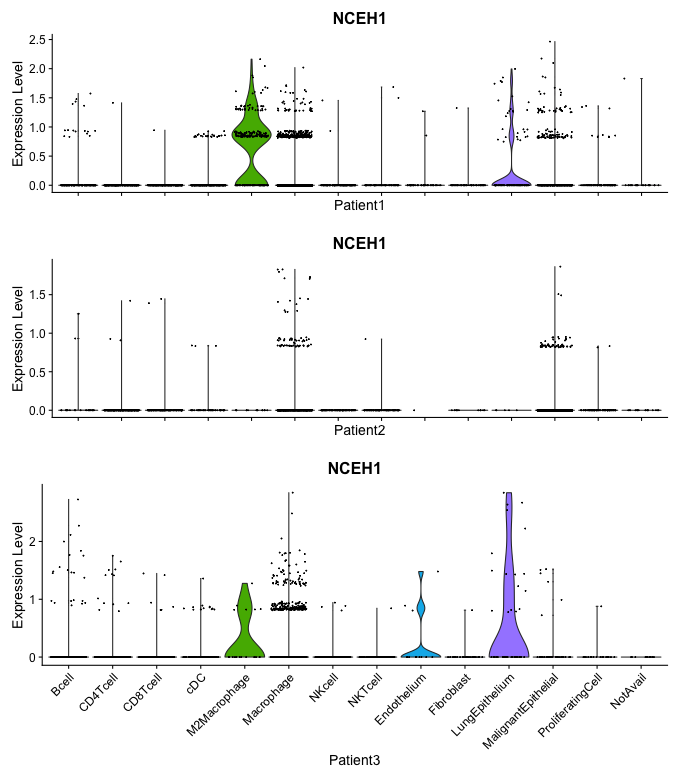 NCEH1
Expression Level
2.5
2.0
1.5
1.0
0.5
0.0
Patient1
NCEH1
Expression Level
1.5
1.0
0.5
0.0
Patient2
NCEH1
Expression Level
2
1
0
Bcell
CD4Tcell
CD8Tcell
cDC
M2Macrophage
Macrophage
NKcell
NKTcell
Endothelium
Fibroblast
LungEpithelium
MalignantEpithelial
ProliferatingCell
NotAvail
Patient3